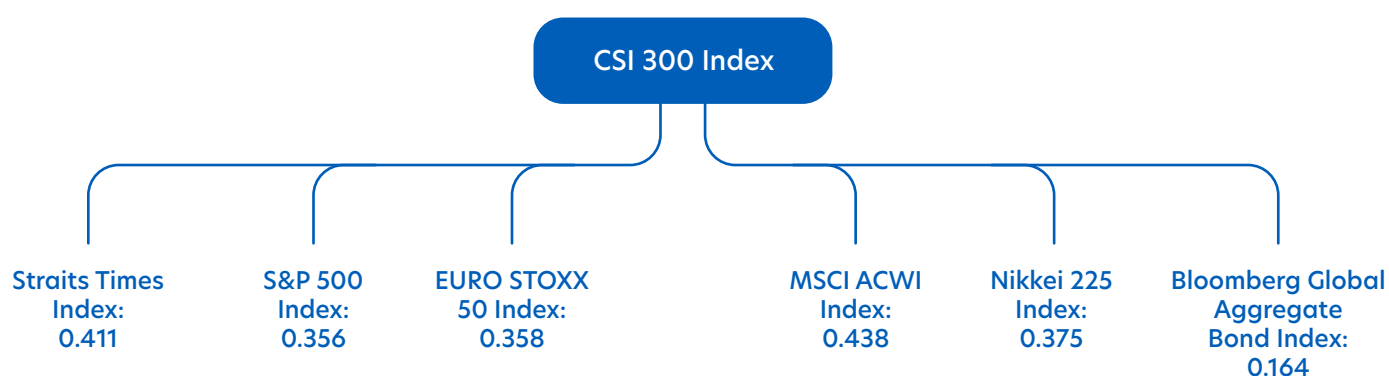 CSI 300 Index
Straits Times
Index:
0.411
S&P 500
Index:
0.356
EURO STOXX
50 Index:
0.358
MSCI ACWI
Index:
0.438
Nikkei 225
Index:
0.375
Bloomberg Global
Aggregate
Bond Index:
0.164